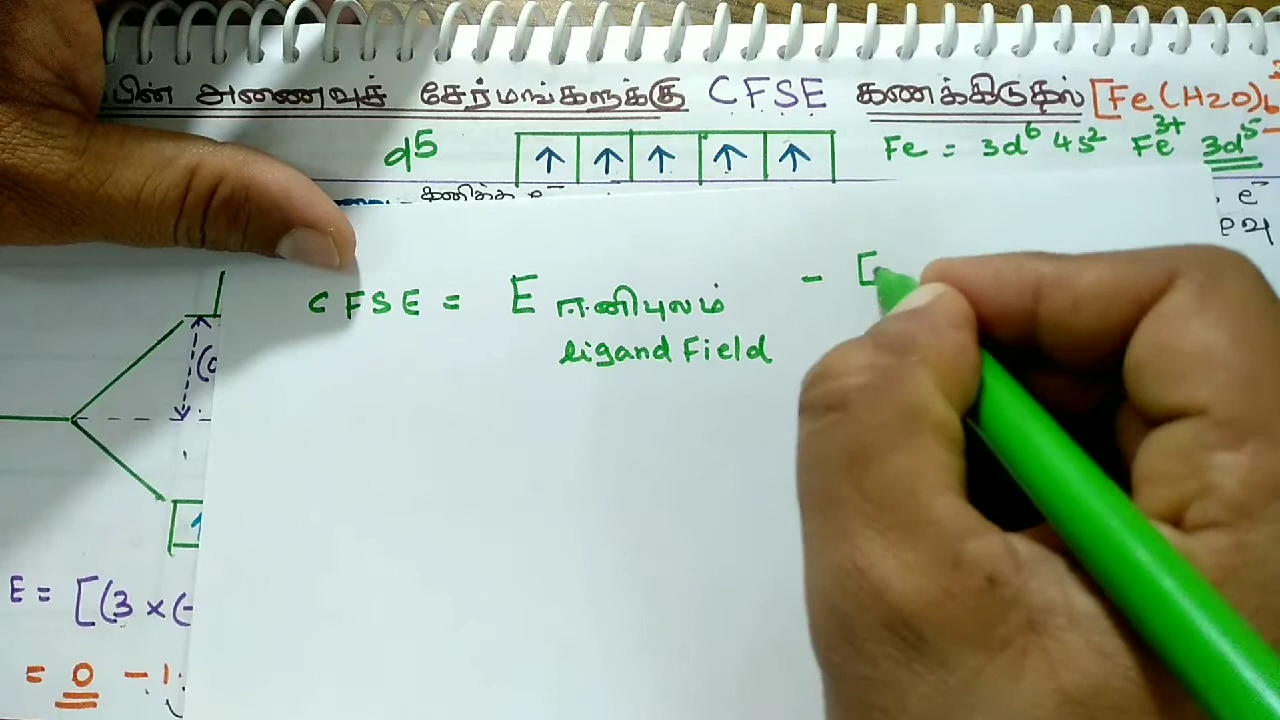 பின் அணைவுச் சேர்மங்களுக்கு CFSE கணக்கிடுதல் [Fe(H2O)6
d5 ↑ ↑ ↑ ↑ ↑ Fe = 3d6 4s2 Fe3+ 3d5
e-
CFSE = E ஈனிபுலம் - [
ligand Field
E = [(3 x (-
= 0 - 1